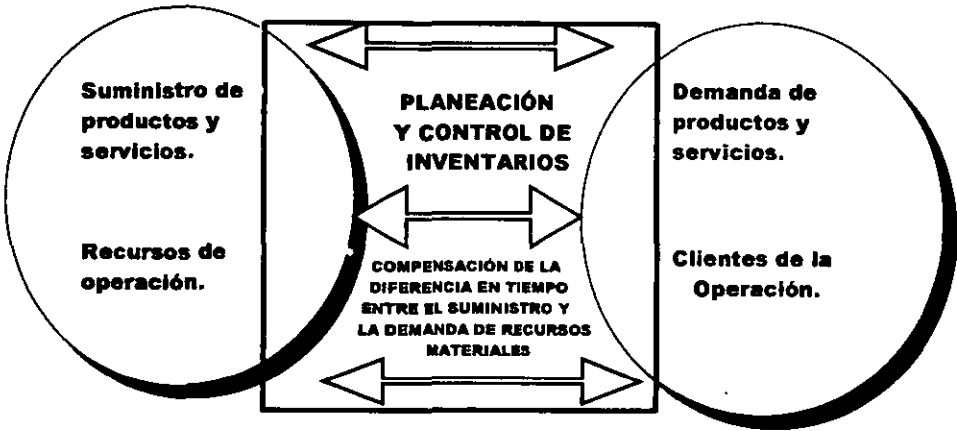 Suministro de
productos y
servicios.
Recursos de
operación.
PLANEACIÓN
Y CONTROL DE
INVENTARIOS
COMPENSACIÓN DE LA
DIFERENCIA EN TIEMPO
ENTRE EL SUMINISTRO Y
LA DEMANDA DE RECURSOS
MATERIALES
Demanda de
productos y
servicios.
Clientes de la
Operación.